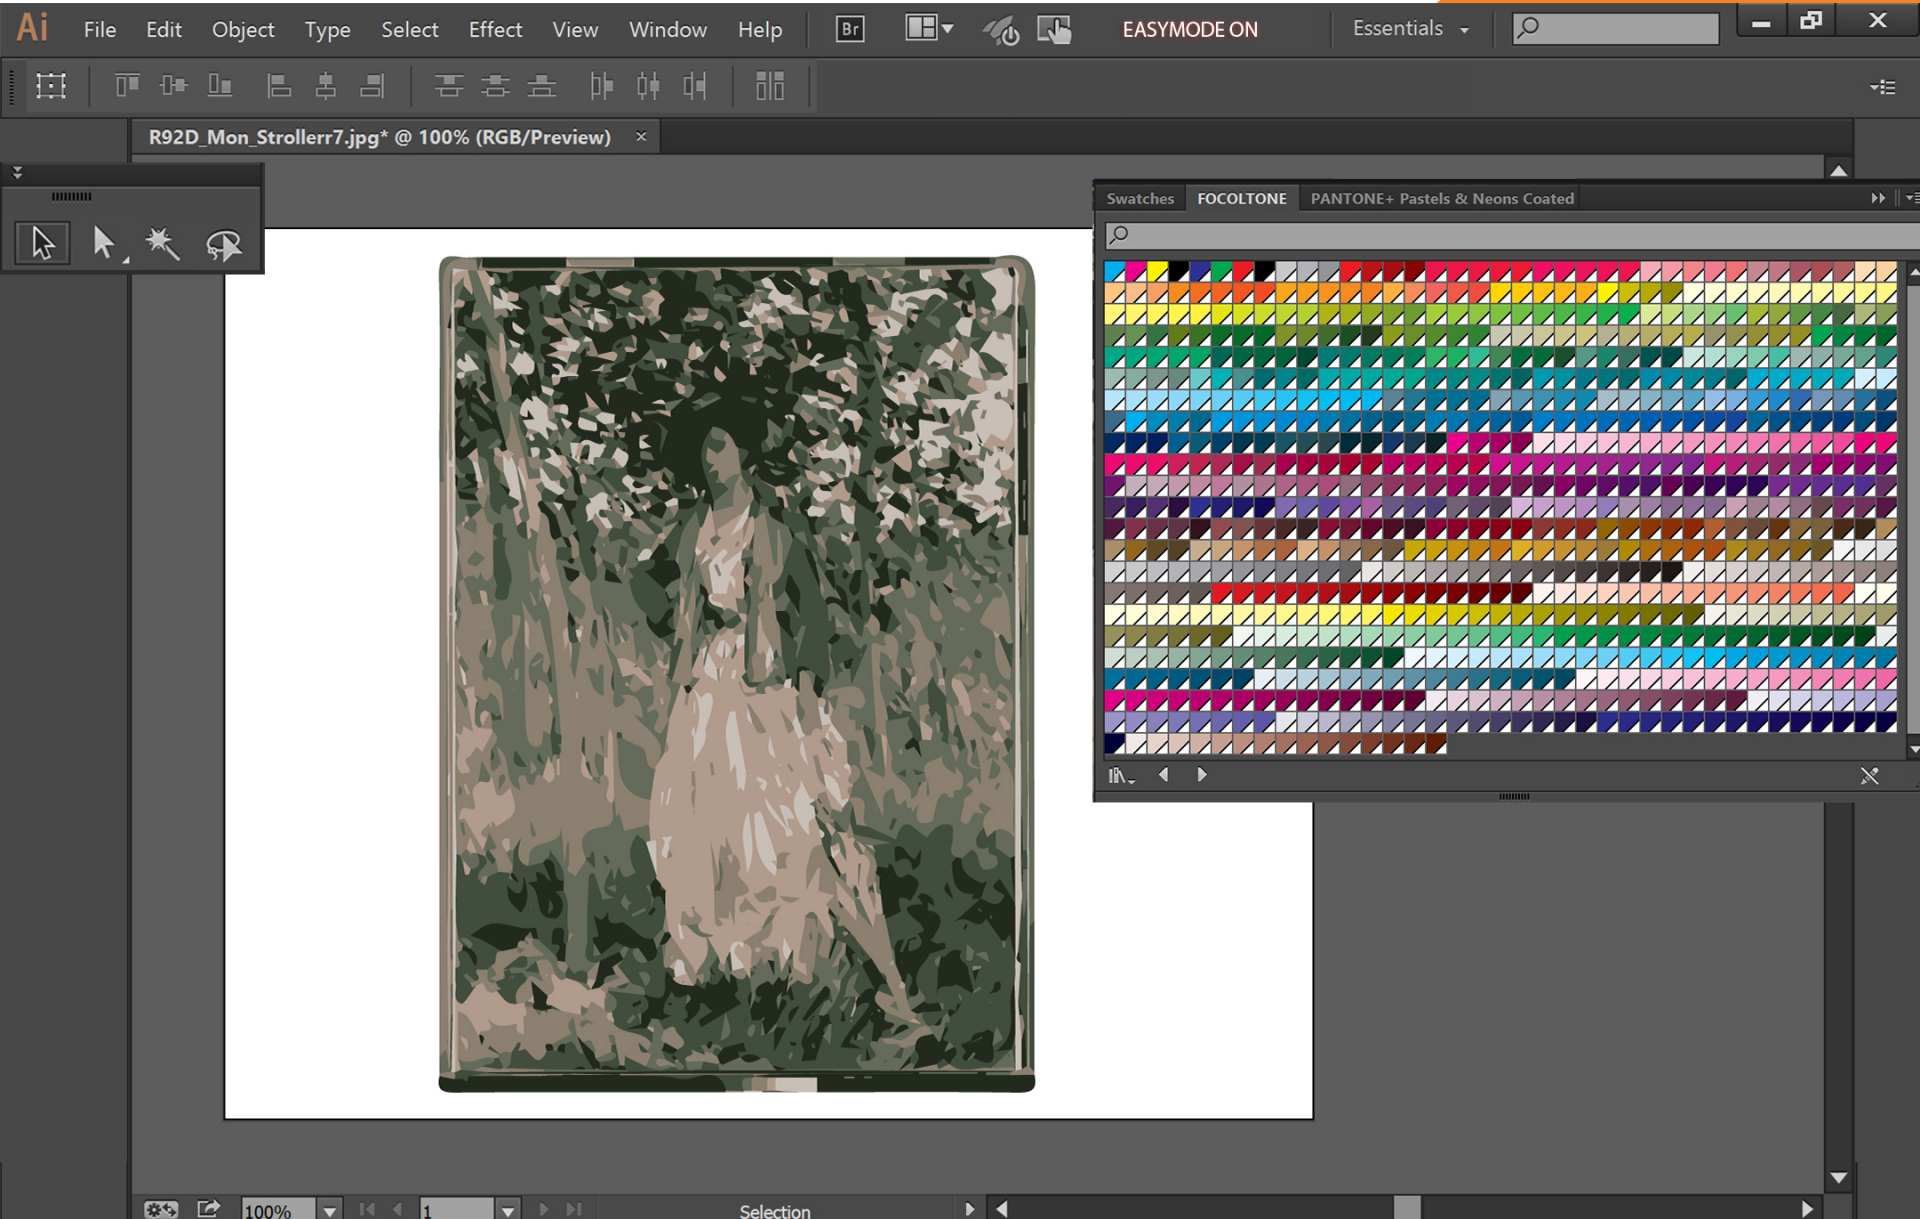 Ai File Edit Object Type Select Effect View Window Help Br EASYMODE ON Essentials
R92D_Mon_Strollerr7.jpg* @ 100% (RGB/Preview)
Swatches FOCOLTONE PANTONE+ Pastels & Neons Coated
100% 1 Selection